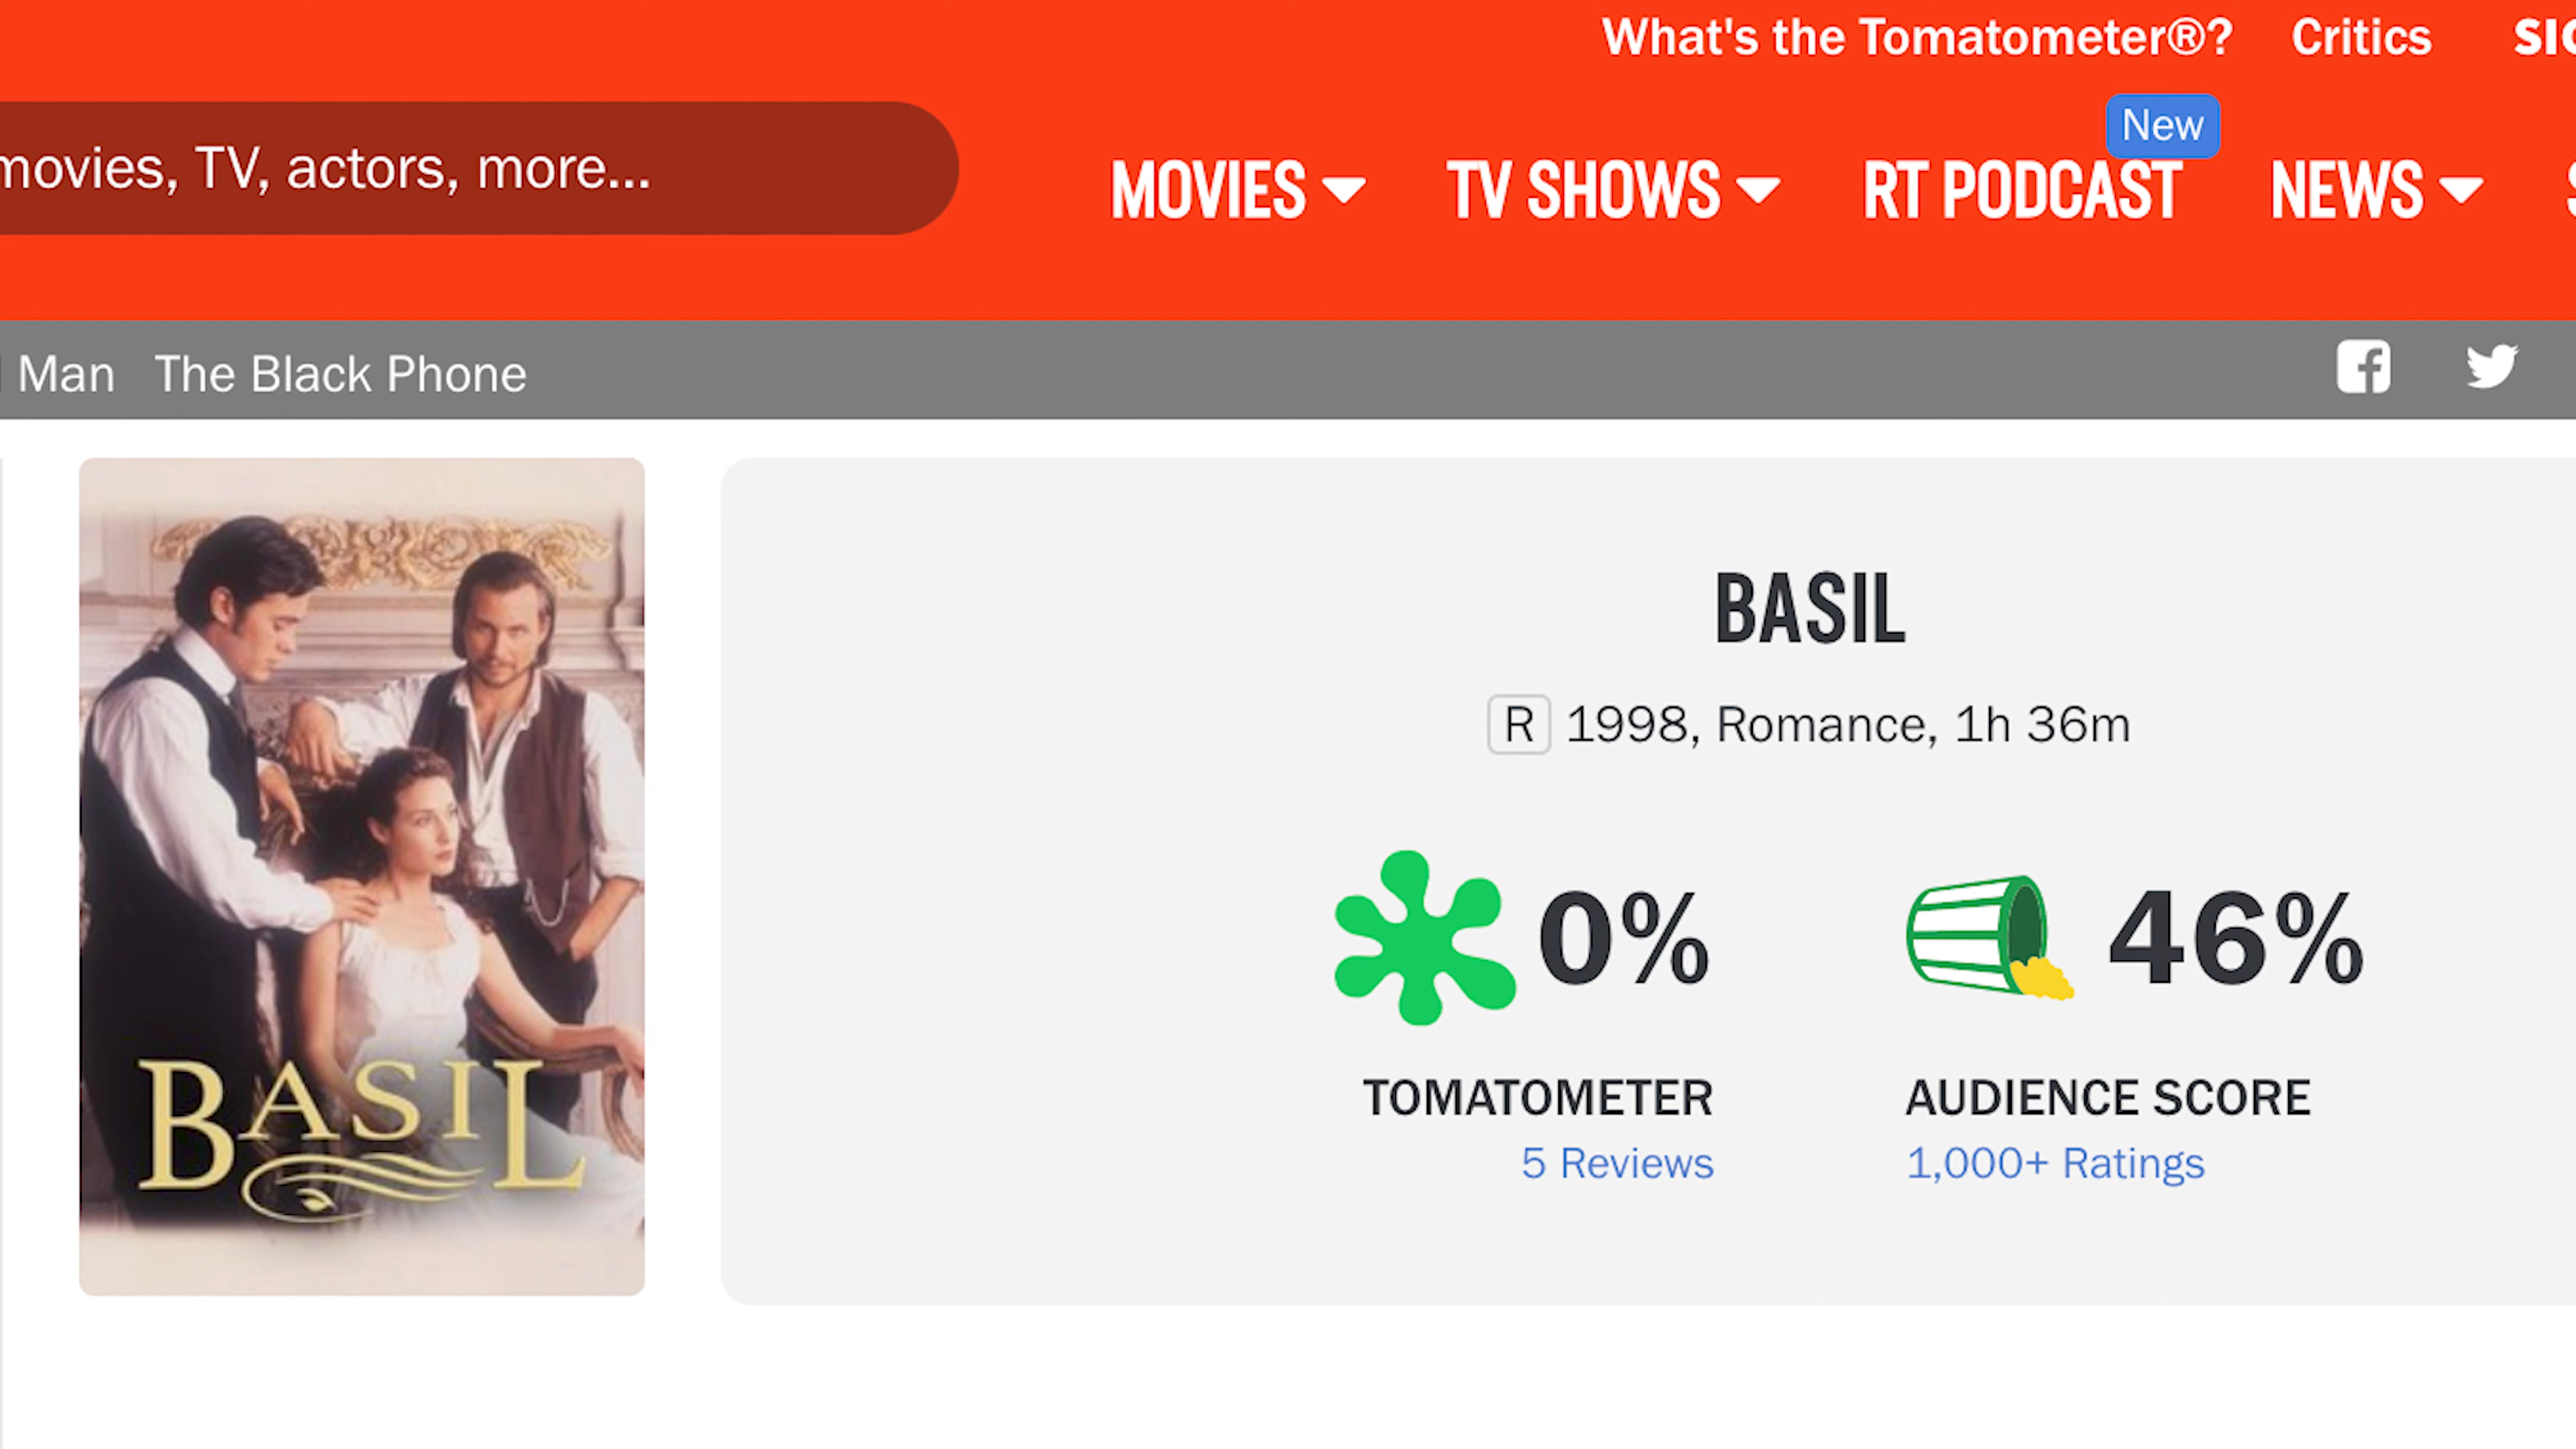 What's the Tomatometer®? Critics
movies, TV, actors, more...
New
MOVIES TV SHOWS RT PODCAST NEWS
Man The Black Phone
BASIL
R 1998, Romance, 1h 36m
0% 46%
TOMATOMETER AUDIENCE SCORE
5 Reviews 1,000+ Ratings
BASIL